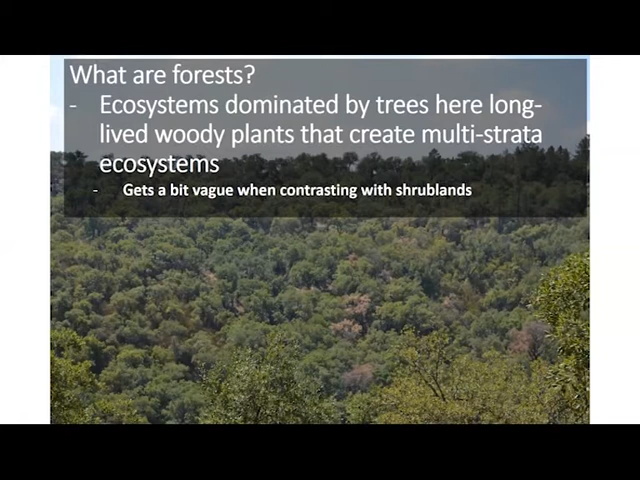 What are forests?
- Ecosystems dominated by trees here long-
lived woody plants that create multi-strata
ecosystems
- Gets a bit vague when contrasting with shrublands